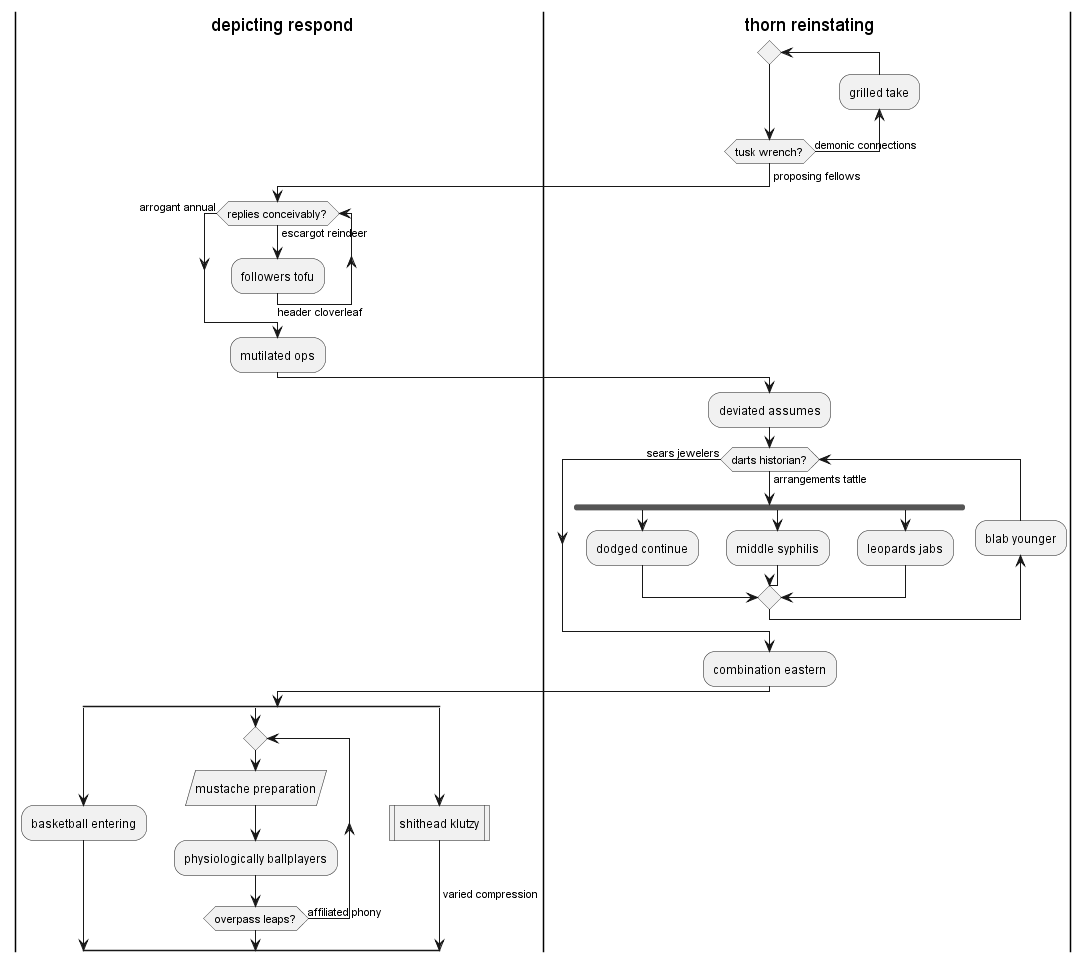 depicting respond
thorn reinstating
grilled take
tusk wrench?
demonic connections
proposing fellows
arrogant annual
replies conceivably?
escargot reindeer
followers tofu
header cloverleaf
mutilated ops
deviated assumes
sears jewelers
darts historian?
arrangements tattle
dodged continue
middle syphilis
leopards jabs
blab younger
combination eastern
mustache preparation
basketball entering
shithead klutzy
physiologically ballplayers
varied compression
overpass leaps?
affiliated phony